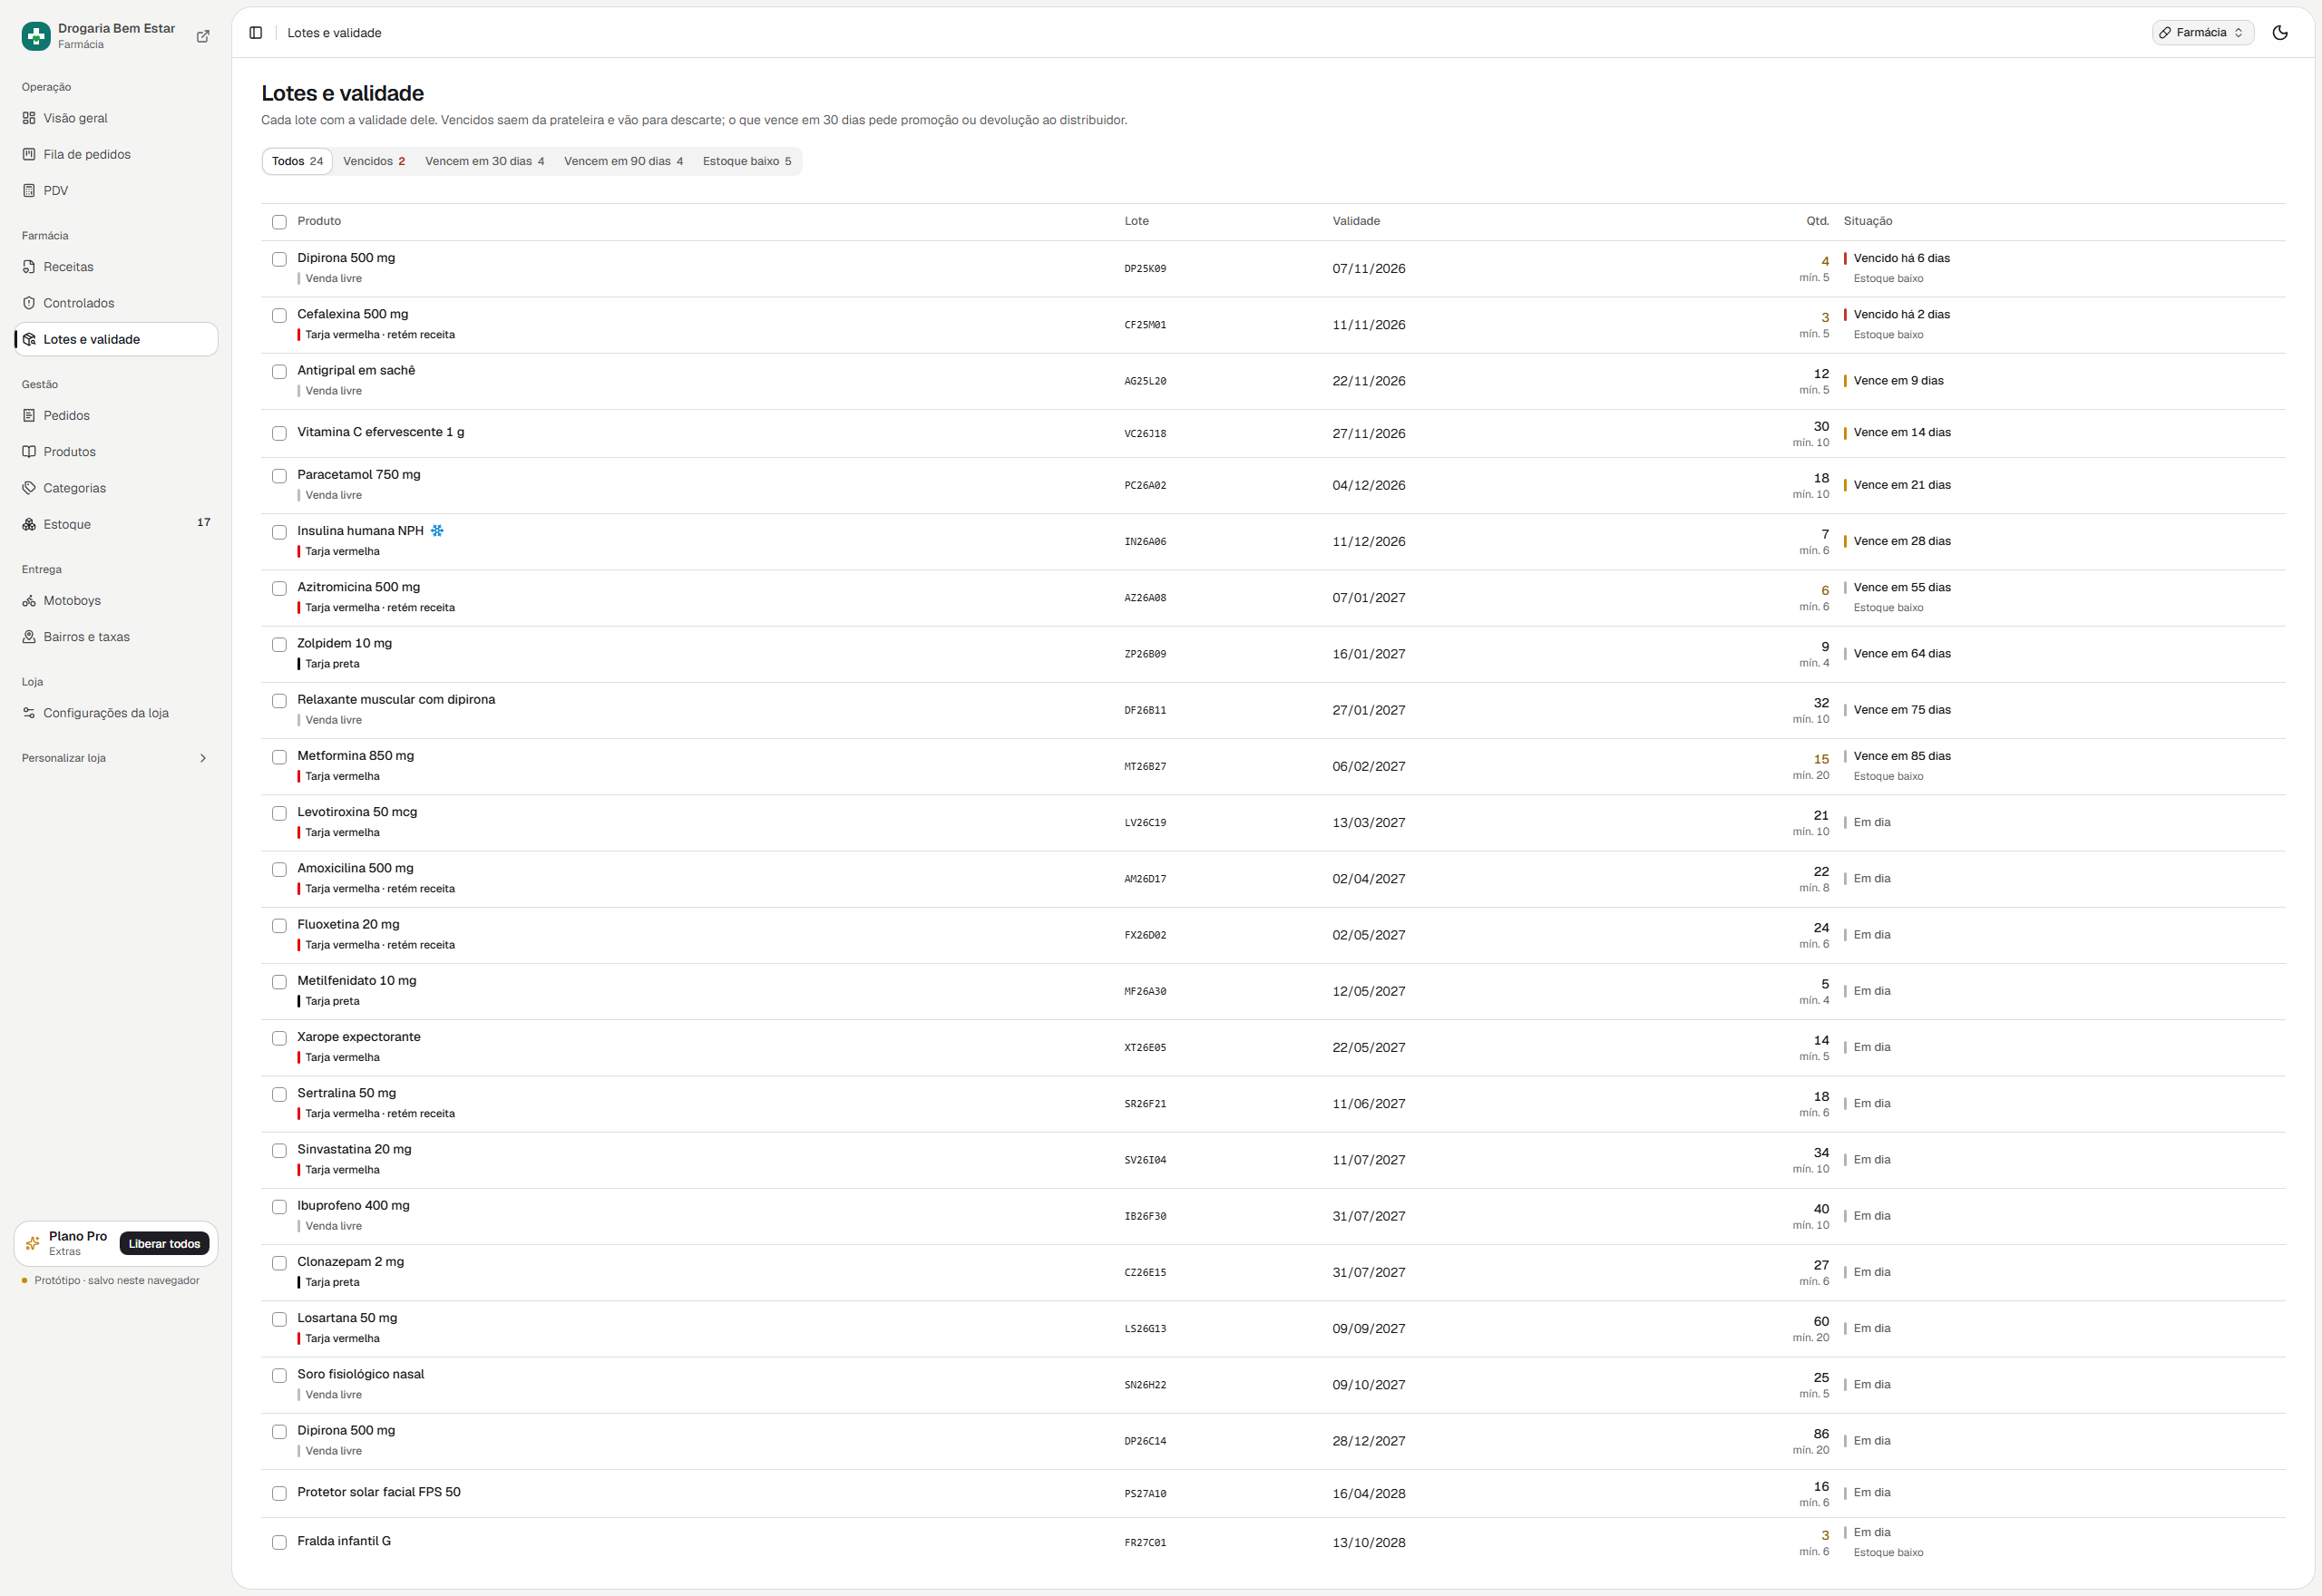 Drogaria Bem Estar
Farmácia
Operação
Visão geral
Fila de pedidos
PDV
Farmácia
Receitas
Controlados
Lotes e validade
Gestão
Pedidos
Produtos
Categorias
Estoque 17
Entrega
Motoboys
Bairros e taxas
Loja
Configurações da loja
Personalizar loja
Plano Pro
Extras
Liberar todos
Protótipo · salvo neste navegador
Lotes e validade
Farmácia
Lotes e validade
Cada lote com a validade dele. Vencidos saem da prateleira e vão para descarte; o que vence em 30 dias pede promoção ou devolução ao distribuidor.
Todos 24 Vencidos 2 Vencem em 30 dias 4 Vencem em 90 dias 4 Estoque baixo 5
Produto Lote Validade Qtd. Situação
Dipirona 500 mg DP25K09 07/11/2026 4 Vencido há 6 dias
Venda livre mín. 5 Estoque baixo
Cefalexina 500 mg CF25M01 11/11/2026 3 Vencido há 2 dias
Tarja vermelha · retém receita mín. 5 Estoque baixo
Antigripal em sachê AG25L20 22/11/2026 12 Vence em 9 dias
Venda livre mín. 5
Vitamina C efervescente 1 g VC26J18 27/11/2026 30 Vence em 14 dias
mín. 10
Paracetamol 750 mg PC26A02 04/12/2026 18 Vence em 21 dias
Venda livre mín. 10
Insulina humana NPH IN26A06 11/12/2026 7 Vence em 28 dias
Tarja vermelha mín. 6
Azitromicina 500 mg AZ26A08 07/01/2027 6 Vence em 55 dias
Tarja vermelha · retém receita mín. 6 Estoque baixo
Zolpidem 10 mg ZP26B09 16/01/2027 9 Vence em 64 dias
Tarja preta mín. 4
Relaxante muscular com dipirona DF26B11 27/01/2027 32 Vence em 75 dias
Venda livre mín. 10
Metformina 850 mg MT26B27 06/02/2027 15 Vence em 85 dias
Tarja vermelha mín. 20 Estoque baixo
Levotiroxina 50 mcg LV26C19 13/03/2027 21 Em dia
Tarja vermelha mín. 10
Amoxicilina 500 mg AM26D17 02/04/2027 22 Em dia
Tarja vermelha · retém receita mín. 8
Fluoxetina 20 mg FX26D02 02/05/2027 24 Em dia
Tarja vermelha · retém receita mín. 6
Metilfenidato 10 mg MF26A30 12/05/2027 5 Em dia
Tarja preta mín. 4
Xarope expectorante XT26E05 22/05/2027 14 Em dia
Tarja vermelha mín. 5
Sertralina 50 mg SR26F21 11/06/2027 18 Em dia
Tarja vermelha · retém receita mín. 6
Sinvastatina 20 mg SV26I04 11/07/2027 34 Em dia
Tarja vermelha mín. 10
Ibuprofeno 400 mg IB26F30 31/07/2027 40 Em dia
Venda livre mín. 10
Clonazepam 2 mg CZ26E15 31/07/2027 27 Em dia
Tarja preta mín. 6
Losartana 50 mg LS26G13 09/09/2027 60 Em dia
Tarja vermelha mín. 20
Soro fisiológico nasal SN26H22 09/10/2027 25 Em dia
Venda livre mín. 5
Dipirona 500 mg DP26C14 28/12/2027 86 Em dia
Venda livre mín. 20
Protetor solar facial FPS 50 PS27A10 16/04/2028 16 Em dia
mín. 6
Fralda infantil G FR27C01 13/10/2028 3 Em dia
mín. 6 Estoque baixo